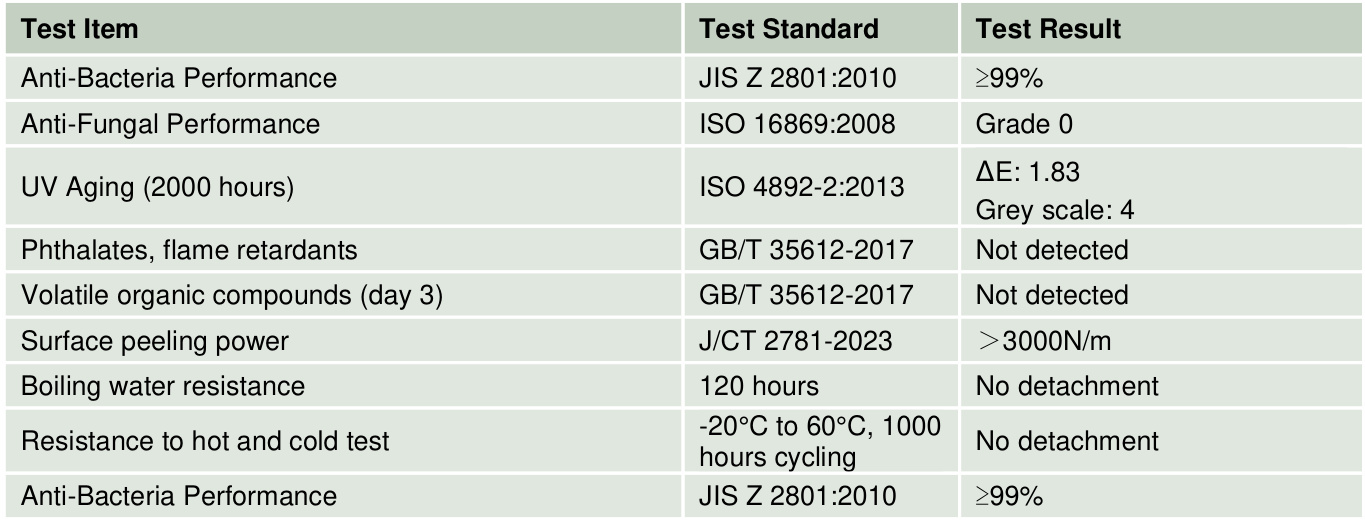 Test Item Test Standard Test Result
Anti-Bacteria Performance JIS Z 2801:2010 ≥99%
Anti-Fungal Performance ISO 16869:2008 Grade 0
UV Aging (2000 hours) ISO 4892-2:2013 ΔE: 1.83
Grey scale: 4
Phthalates, flame retardants GB/T 35612-2017 Not detected
Volatile organic compounds (day 3) GB/T 35612-2017 Not detected
Surface peeling power J/CT 2781-2023 ＞3000N/m
Boiling water resistance 120 hours No detachment
Resistance to hot and cold test -20°C to 60°C, 1000
hours cycling No detachment
Anti-Bacteria Performance JIS Z 2801:2010 ≥99%